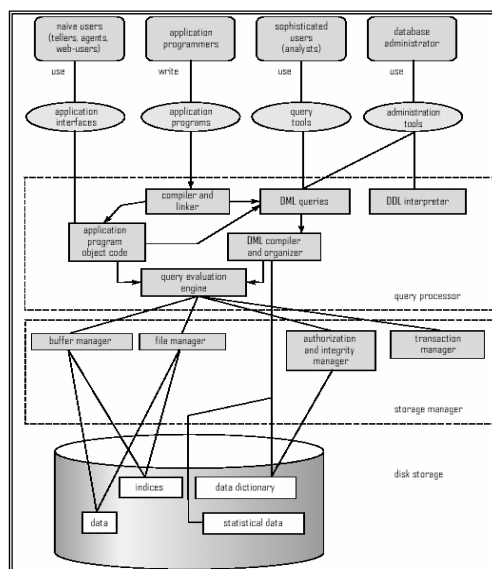 naive users
(tellers, agents,
web-users)
application
programmers
sophisticated
users
(analysts)
database
administrator
use
write
use
use
application
interfaces
application
programs
query
tools
administration
tools
compiler and
linker
DML queries
DDL interpreter
application
program
object code
DML compiler
and organizer
query evaluation
engine
query processor
buffer manager
file manager
authorization
and integrity
manager
transaction
manager
storage manager
disk storage
indices
data dictionary
data
statistical data